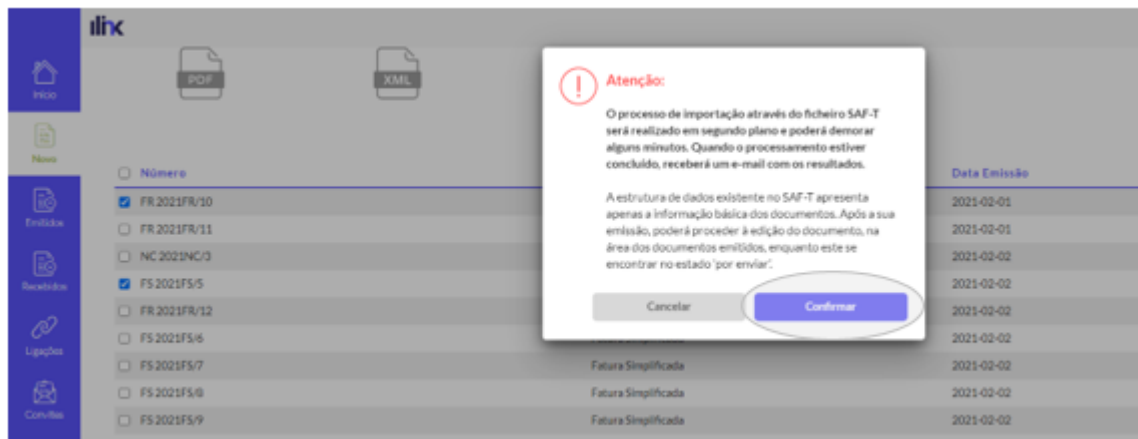 ilink
PDF
XML
Início
Novo
Emitidos
Recebidos
Ligações
Convites
Atenção:
O processo de importação através do ficheiro SAF-T
será realizado em segundo plano e poderá demorar
alguns minutos. Quando o processamento estiver
concluído, receberá um e-mail com os resultados.
A estrutura de dados existente no SAF-T apresenta
apenas a informação básica dos documentos. Após a sua
emissão, poderá proceder à edição do documento, na
área dos documentos emitidos, enquanto este se
encontrar no estado 'por enviar'.
Cancelar Confirmar
Número Data Emissão
FR 2021FR/10 2021-02-01
FR 2021FR/11 2021-02-01
NC 2021NC/3 2021-02-02
FS 2021FS/5 2021-02-02
FR 2021FR/12 2021-02-02
FS 2021FS/6 2021-02-02
FS 2021FS/7 Fatura Simplificada 2021-02-02
FS 2021FS/8 Fatura Simplificada 2021-02-02
FS 2021FS/9 Fatura Simplificada 2021-02-02